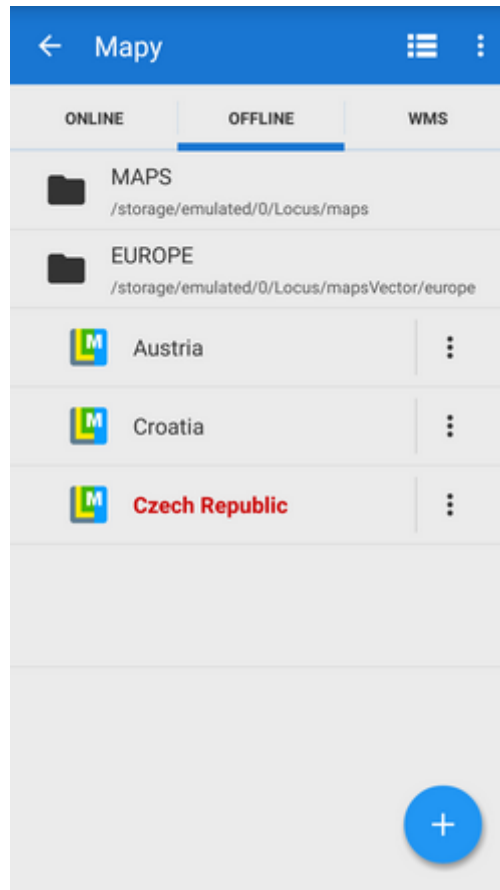 Mapy
ONLINE OFFLINE WMS
MAPS
/storage/emulated/0/Locus/maps
EUROPE
/storage/emulated/0/Locus/mapsVector/europe
M Austria
M Croatia
M Czech Republic